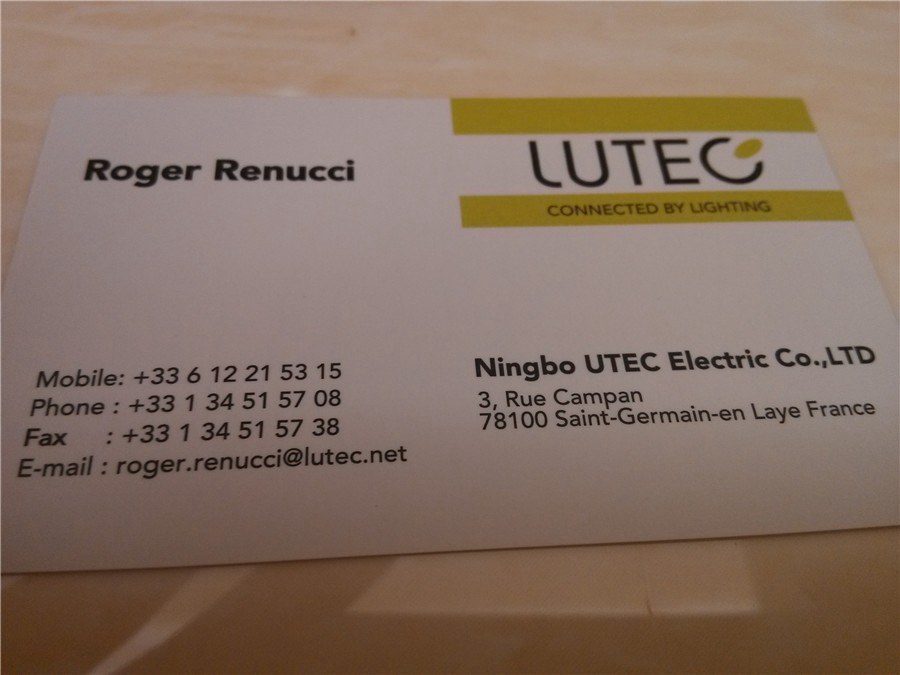 Roger Renucci
LUTEC
CONNECTED BY LIGHTING
Mobile: +33 6 12 21 53 15
Phone : +33 1 34 51 57 08
Fax : +33 1 34 51 57 38
E-mail : roger.renucci@lutec.net
Ningbo UTEC Electric Co.,LTD
3, Rue Campan
78100 Saint-Germain-en Laye France